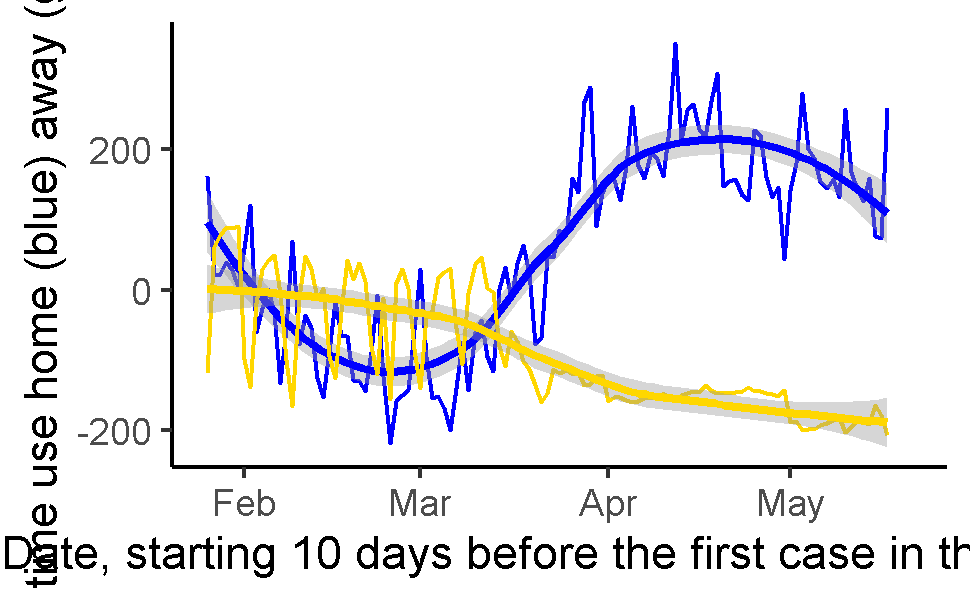 time use home (blue) away (
200
0
-200
Feb Mar Apr May
Date, starting 10 days before the first case in th